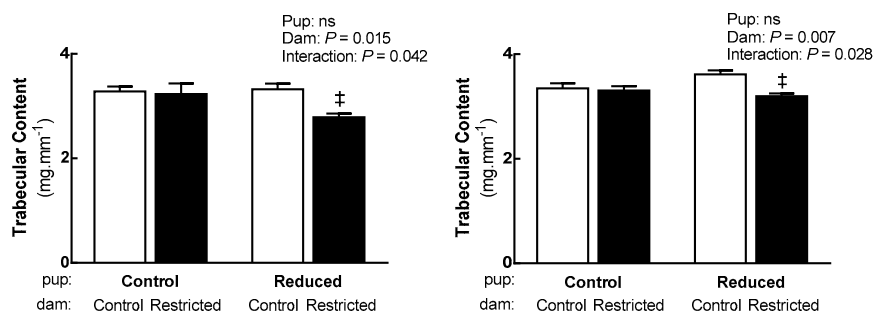 Pup: ns
Dam: P = 0.015
Interaction: P = 0.042
4
2
0
Trabecular Content
(mg.mm-1)
‡
pup: Control Reduced
dam: Control Restricted Control Restricted
Pup: ns
Dam: P = 0.007
Interaction: P = 0.028
4
2
0
Trabecular Content
(mg.mm-1)
‡
pup: Control Reduced
dam: Control Restricted Control Restricted